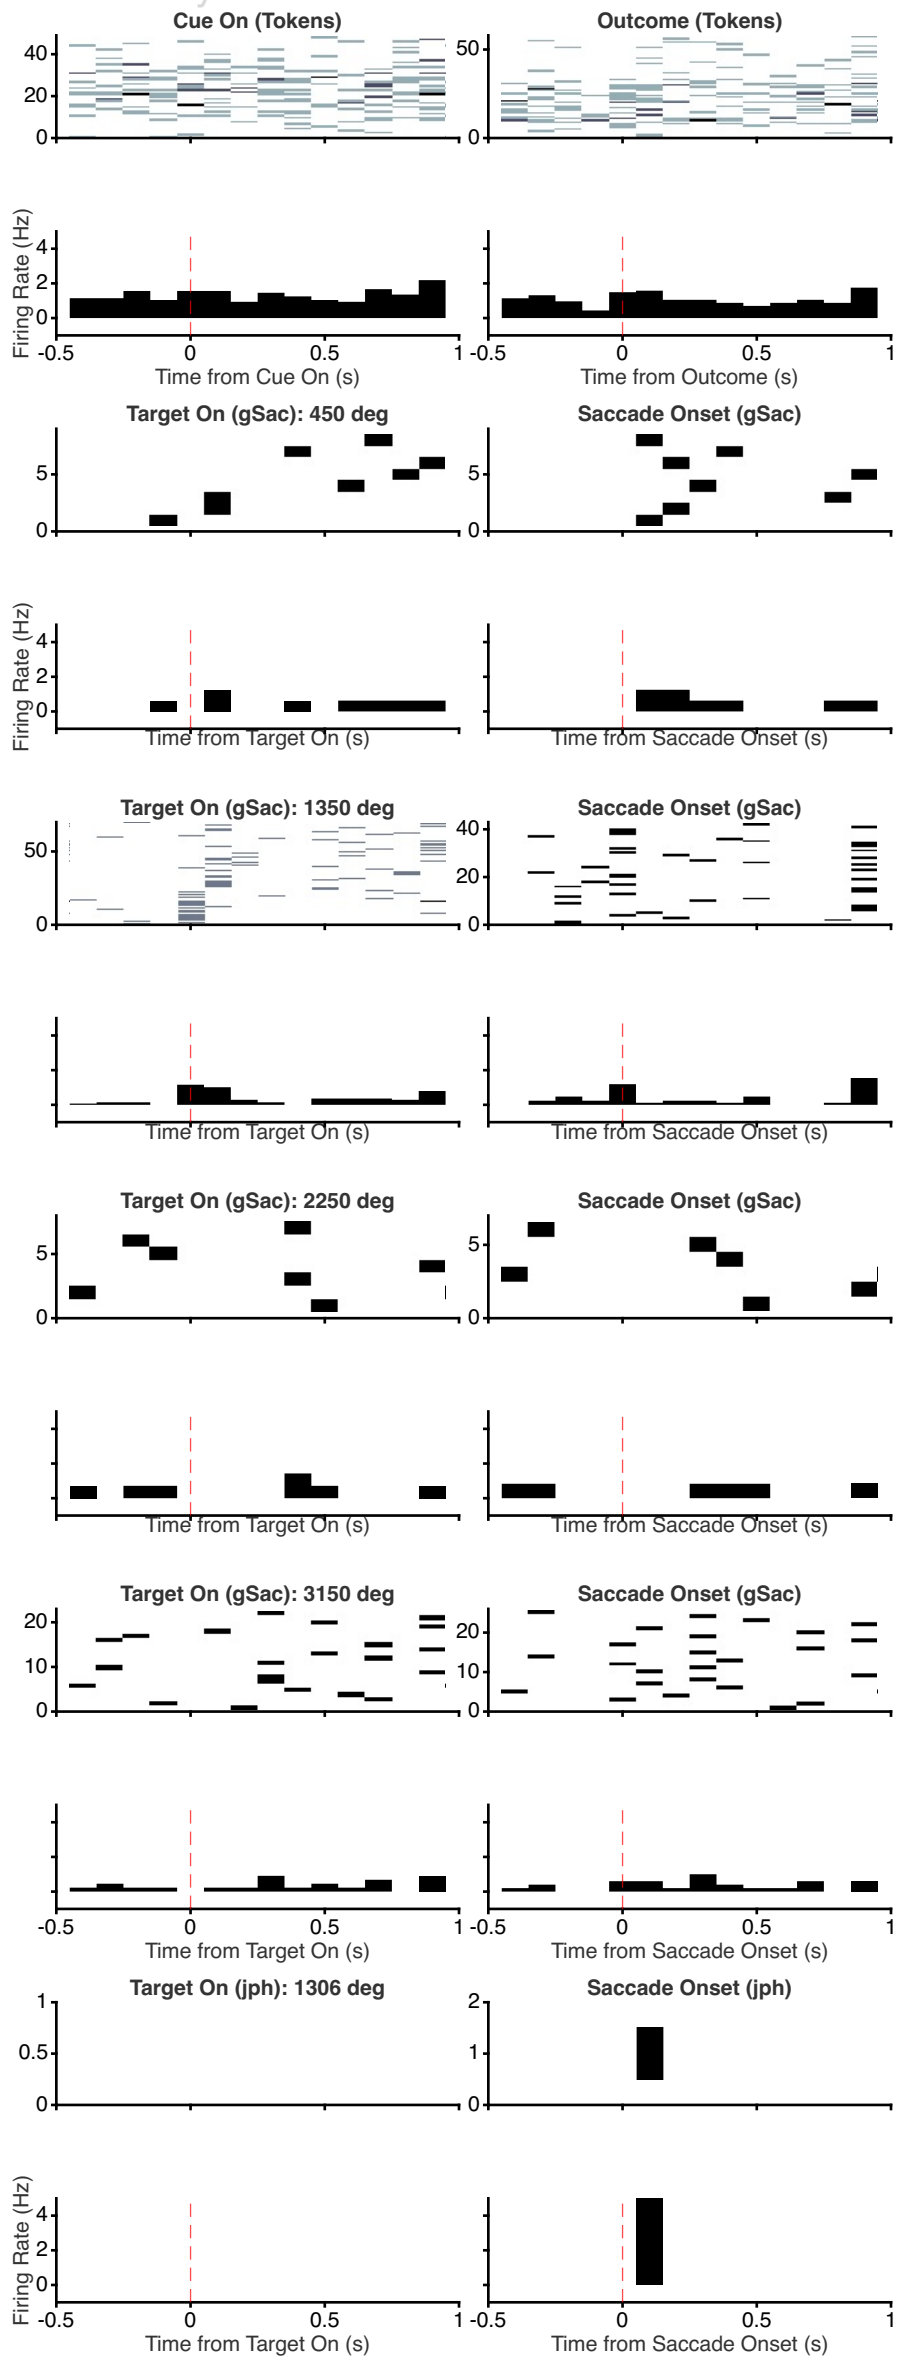 Cue On (Tokens) Outcome (Tokens)
40 50
20
0 0
Firing Rate (Hz)
4
2
0
-0.5 0 0.5 1 -0.5 0 0.5 1
Time from Cue On (s) Time from Outcome (s)
Target On (gSac): 450 deg Saccade Onset (gSac)
5 5
0 0
Firing Rate (Hz)
4
2
0
Time from Target On (s) Time from Saccade Onset (s)
Target On (gSac): 1350 deg Saccade Onset (gSac)
50 40
20
0 0
Time from Target On (s) Time from Saccade Onset (s)
Target On (gSac): 2250 deg Saccade Onset (gSac)
5 5
0 0
Time from Target On (s) Time from Saccade Onset (s)
Target On (gSac): 3150 deg Saccade Onset (gSac)
20 20
10 10
0 0
-0.5 0 0.5 1 -0.5 0 0.5 1
Time from Target On (s) Time from Saccade Onset (s)
Target On (jph): 1306 deg Saccade Onset (jph)
1 2
0.5 1
0 0
Firing Rate (Hz)
4
2
0
-0.5 0 0.5 1 -0.5 0 0.5 1
Time from Target On (s) Time from Saccade Onset (s)